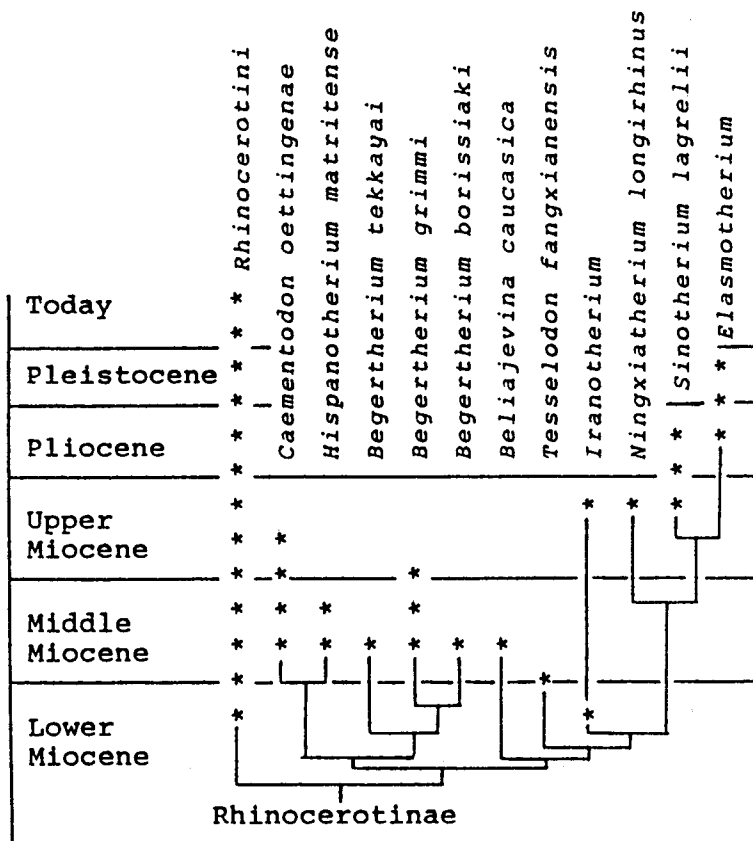 Rhinocerotini
Caementodon oettingenae
Hispanotherium matritense
Begertherium tekkayai
Begertherium grimmi
Begertherium borissiaki
Beliajevina caucasica
Tesselodon fangxianensis
Iranotherium
Ningxiatherium longirhinus
Sinotherium lagrelii
Elasmotherium
Today
Pleistocene
Pliocene
Upper
Miocene
Middle
Miocene
Lower
Miocene
Rhinocerotinae